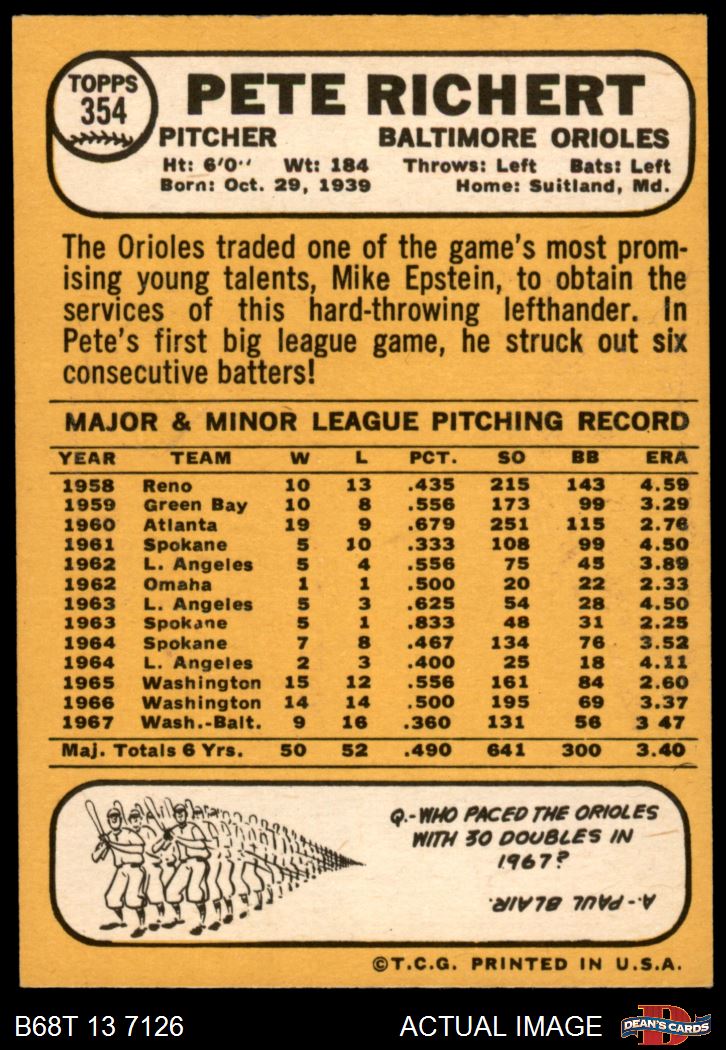 TOPPS
354
PETE RICHERT
PITCHER BALTIMORE ORIOLES
Ht: 6'0'' Wt: 184 Throws: Left Bats: Left
Born: Oct. 29, 1939 Home: Suitland, Md.
The Orioles traded one of the game's most prom-
ising young talents, Mike Epstein, to obtain the
services of this hard-throwing lefthander. In
Pete's first big league game, he struck out six
consecutive batters!
MAJOR & MINOR LEAGUE PITCHING RECORD
YEAR TEAM W L PCT. SO BB ERA
1958 Reno 10 13 .435 215 143 4.59
1959 Green Bay 10 8 .556 173 99 3.29
1960 Atlanta 19 9 .679 251 115 2.76
1961 Spokane 5 10 .333 108 99 4.50
1962 L. Angeles 5 4 .556 75 45 3.89
1962 Omaha 1 1 .500 20 22 2.33
1963 L. Angeles 5 3 .625 54 28 4.50
1963 Spokane 5 1 .833 48 31 2.25
1964 Spokane 7 8 .467 134 76 3.52
1964 L. Angeles 2 3 .400 25 18 4.11
1965 Washington 15 12 .556 161 84 2.60
1966 Washington 14 14 .500 195 69 3.37
1967 Wash.-Balt. 9 16 .360 131 56 3 47
Maj. Totals 6 Yrs. 50 52 .490 641 300 3.40
Q.-WHO PACED THE ORIOLES
WITH 30 DOUBLES IN
1967?
A.- PAUL BLAIR.
©T.C.G. PRINTED IN U.S.A.
B68T 13 7126 ACTUAL IMAGE
D
DEAN'S CARDS